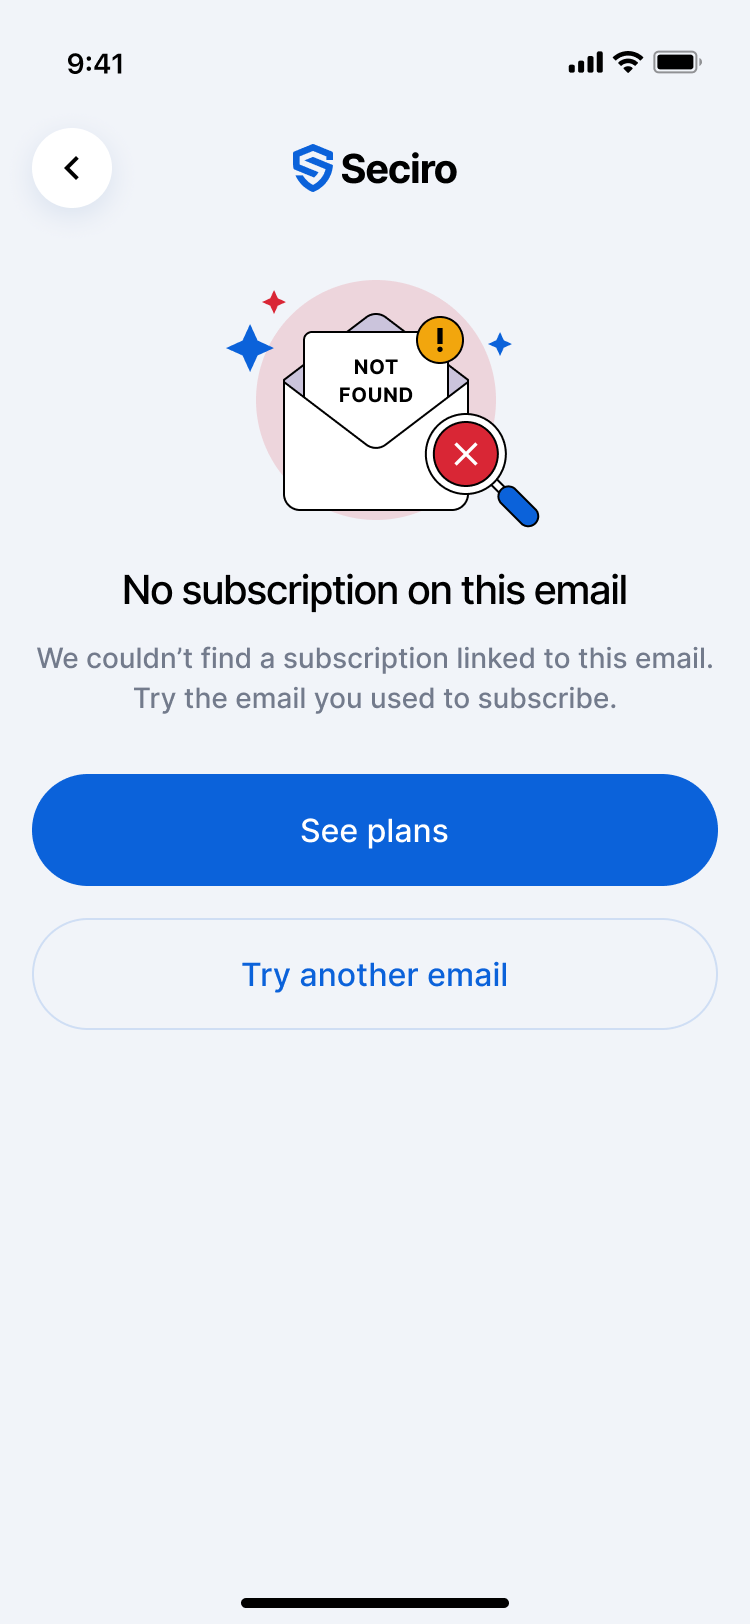 9:41
Seciro
NOT
FOUND
No subscription on this email
We couldn’t find a subscription linked to this email.
Try the email you used to subscribe.
See plans
Try another email